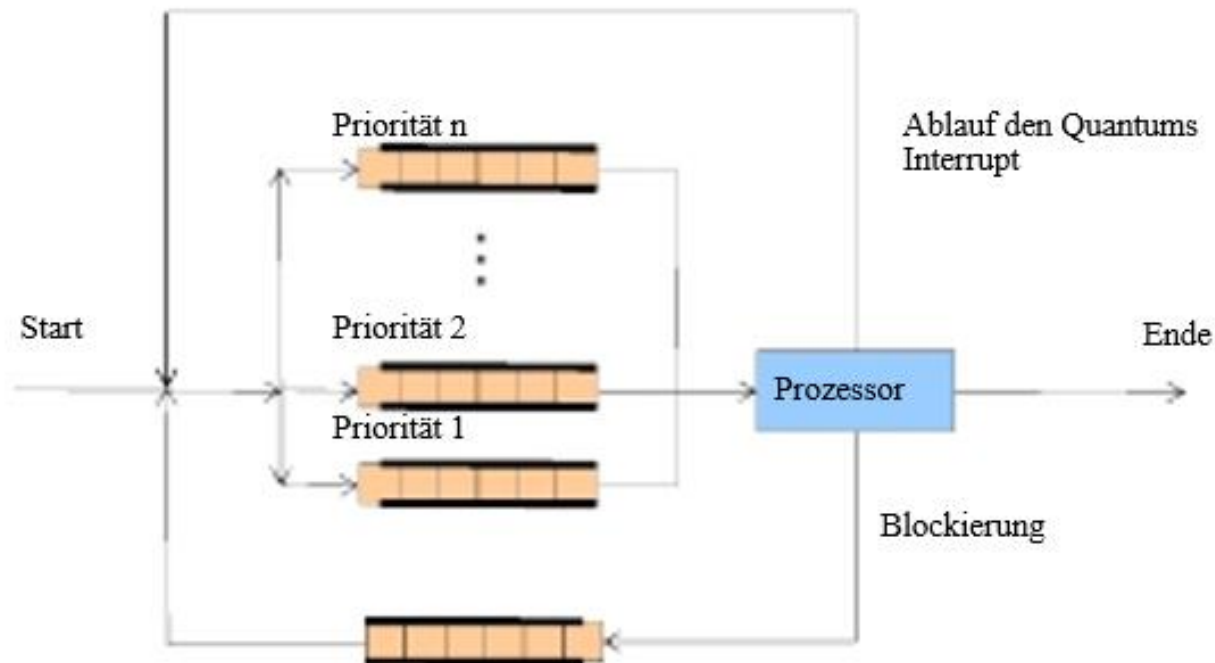 Priorität n
Ablauf den Quantums
Interrupt
Start
Priorität 2
Ende
Prozessor
Priorität 1
Blockierung